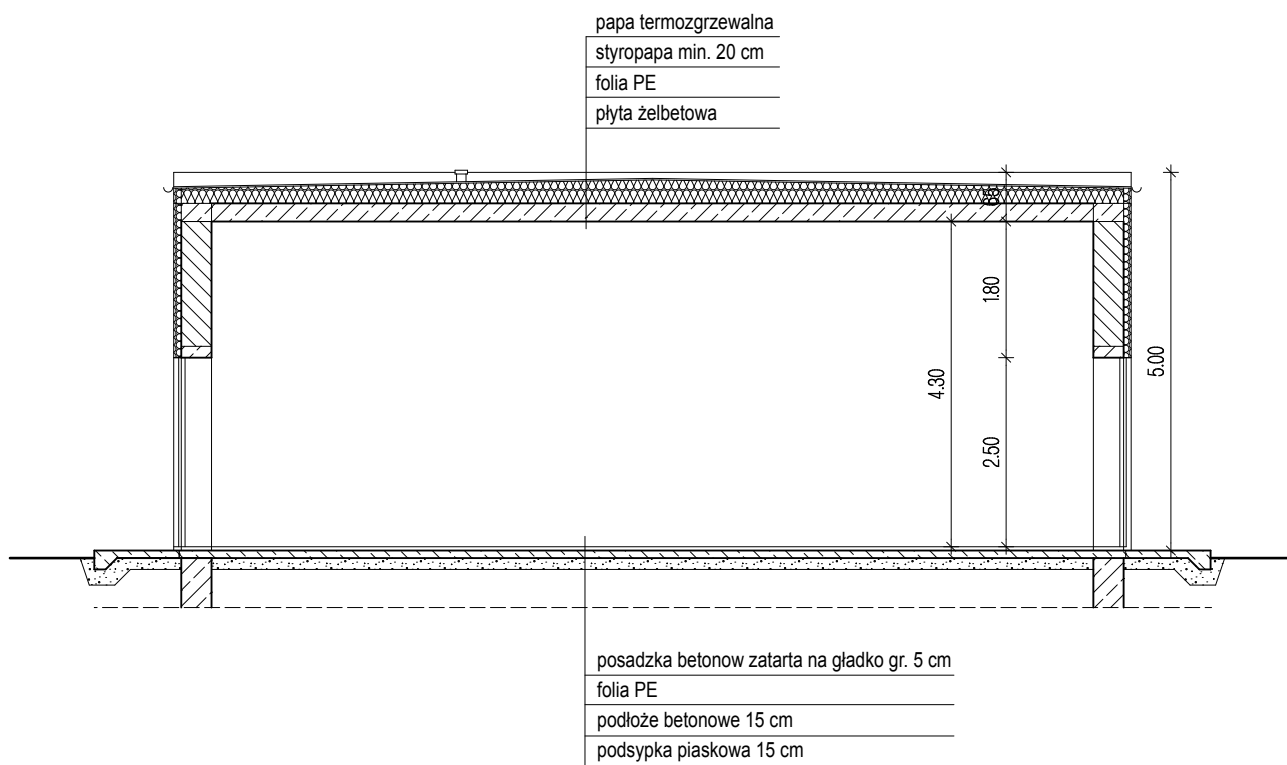 papa termozgrzewalna
styropapa min. 20 cm
folia PE
płyta żelbetowa
66
1.80
5.00
4.30
2.50
posadzka betonow zatarta na gładko gr. 5 cm
folia PE
podłoże betonowe 15 cm
podsypka piaskowa 15 cm